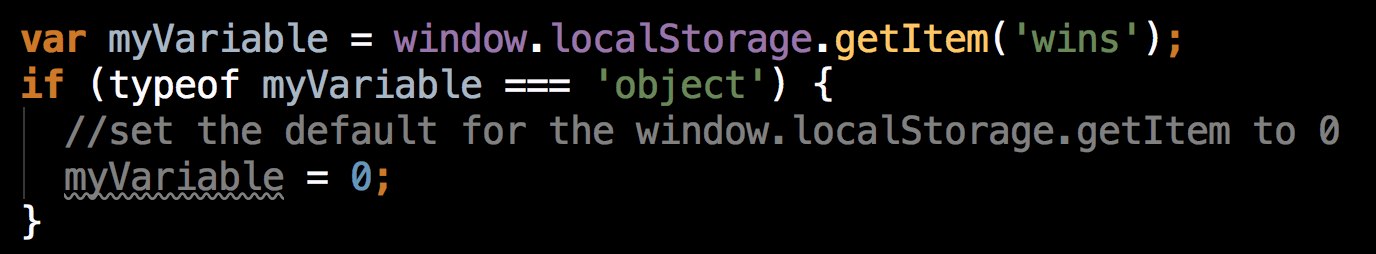 var myVariable = window.localStorage.getItem('wins');
if (typeof myVariable === 'object') {
  //set the default for the window.localStorage.getItem to 0
  myVariable = 0;
}